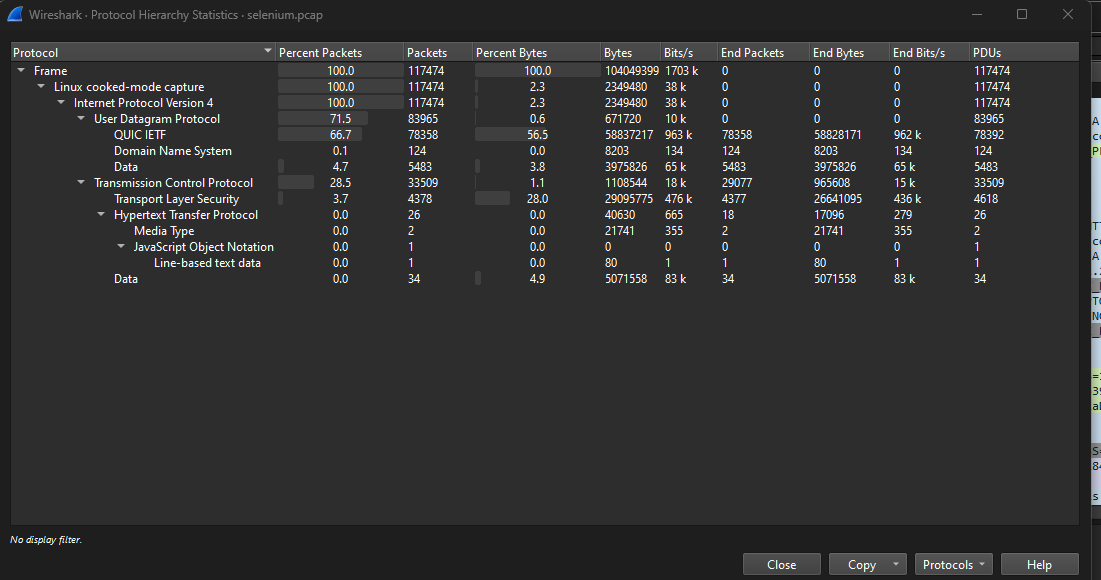 Wireshark · Protocol Hierarchy Statistics · selenium.pcap
Protocol Percent Packets Packets Percent Bytes Bytes Bits/s End Packets End Bytes End Bits/s PDUs
Frame 100.0 117474 100.0 104049399 1703 k 0 0 0 117474
Linux cooked-mode capture 100.0 117474 2.3 2349480 38 k 0 0 0 117474
Internet Protocol Version 4 100.0 117474 2.3 2349480 38 k 0 0 0 117474
User Datagram Protocol 71.5 83965 0.6 671720 10 k 0 0 0 83965
QUIC IETF 66.7 78358 56.5 58837217 963 k 78358 58828171 962 k 78392
Domain Name System 0.1 124 0.0 8203 134 124 8203 134 124
Data 4.7 5483 3.8 3975826 65 k 5483 3975826 65 k 5483
Transmission Control Protocol 28.5 33509 1.1 1108544 18 k 29077 965608 15 k 33509
Transport Layer Security 3.7 4378 28.0 29095775 476 k 4377 26641095 436 k 4618
Hypertext Transfer Protocol 0.0 26 0.0 40630 665 18 17096 279 26
Media Type 0.0 2 0.0 21741 355 2 21741 355 2
JavaScript Object Notation 0.0 1 0.0 0 0 0 0 0 1
Line-based text data 0.0 1 0.0 80 1 1 80 1 1
Data 0.0 34 4.9 5071558 83 k 34 5071558 83 k 34
No display filter.
Close Copy Protocols Help